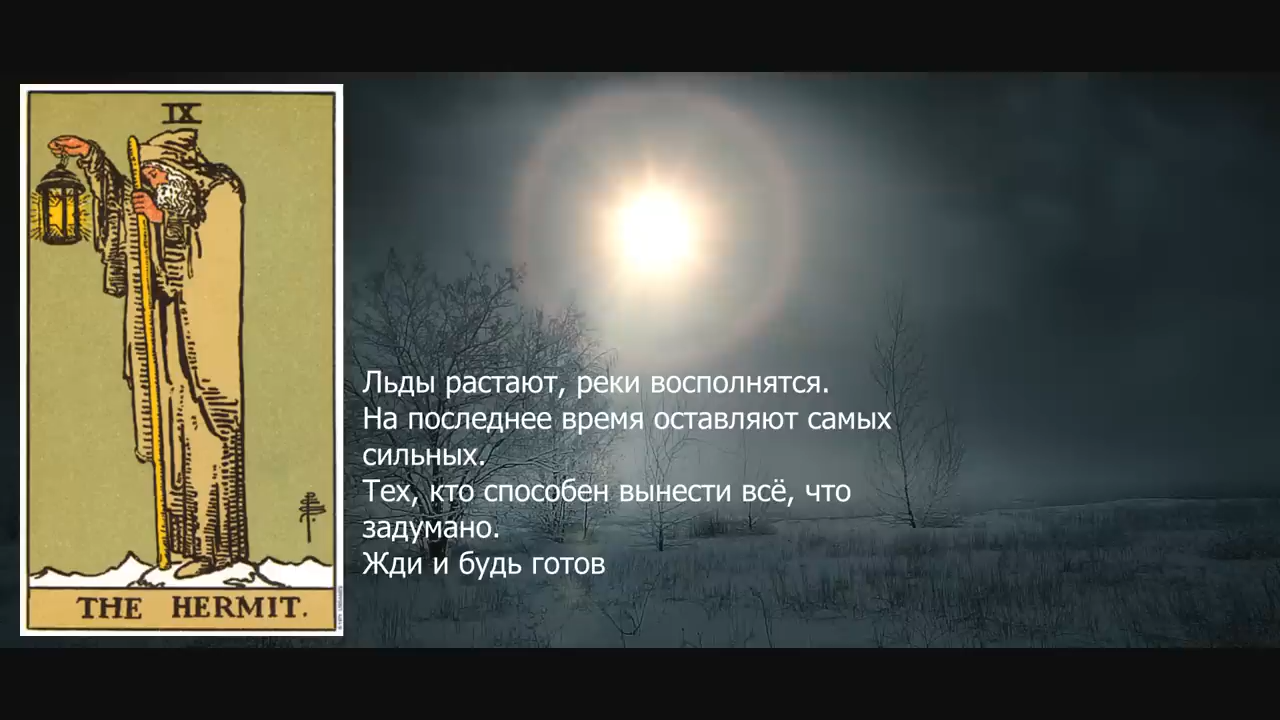 IX
THE HERMIT.
Льды растают, реки восполнятся.
На последнее время оставляют самых
сильных.
Тех, кто способен вынести всё, что
задумано.
Жди и будь готов